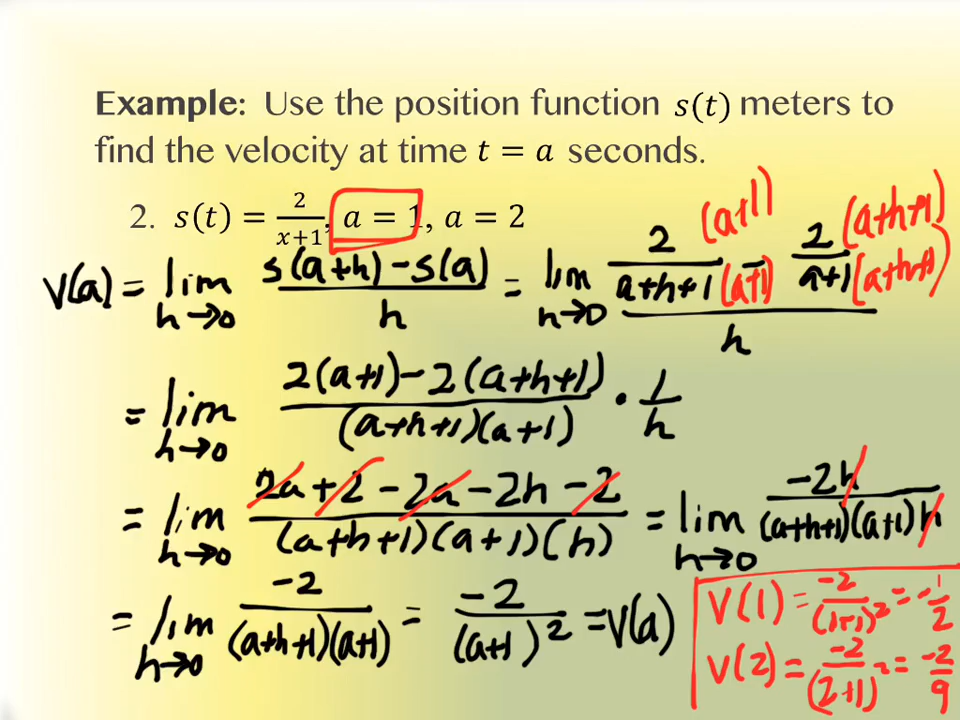 Example: Use the position function s(t) meters to
find the velocity at time t = a seconds.
2. s(t) = 2/(x+1), a = 1, a = 2
v(a) = lim h→0 (s(a+h) - s(a))/h = lim h→0 (2(a+1)/(a+h+1)(a+1) - 2(a+h+1)/(a+1)(a+h+1))/h
= lim h→0 (2(a+1) - 2(a+h+1))/((a+h+1)(a+1)) · 1/h
= lim h→0 (2a + 2 - 2a - 2h - 2)/((a+h+1)(a+1)(h)) = lim h→0 -2h/((a+h+1)(a+1)h)
= lim h→0 -2/((a+h+1)(a+1)) = -2/(a+1)² = v(a)
v(1) = -2/(1+1)² = -1/2
v(2) = -2/(2+1)² = -2/9